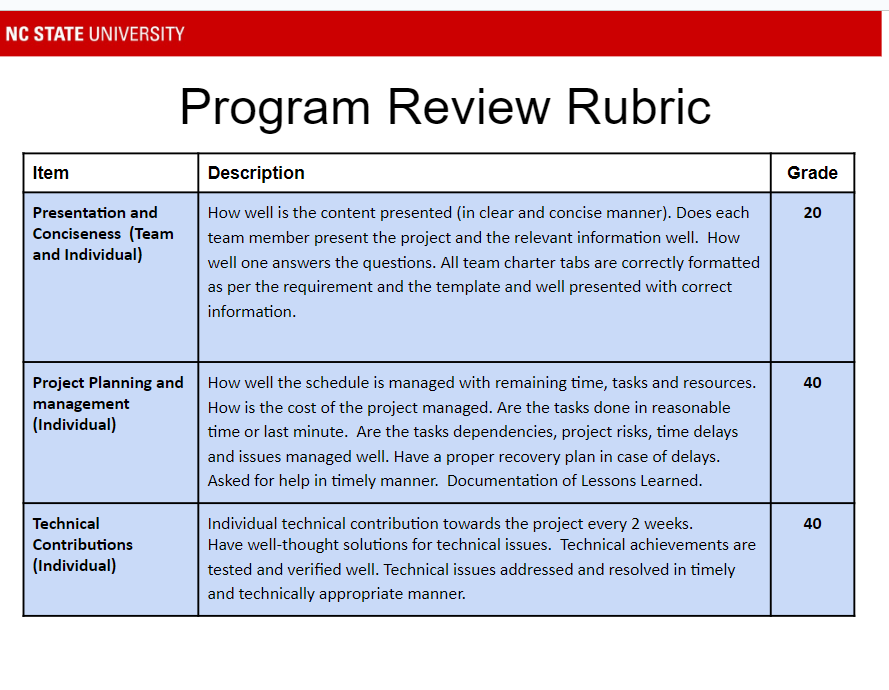 NC STATE UNIVERSITY
Program Review Rubric
Item
Description
Grade
Presentation and
Conciseness (Team
and Individual)
How well is the content presented (in clear and concise manner). Does each
team member present the project and the relevant information well. How
well one answers the questions. All team charter tabs are correctly formatted
as per the requirement and the template and well presented with correct
information.
20
Project Planning and
management
(Individual)
How well the schedule is managed with remaining time, tasks and resources.
How is the cost of the project managed. Are the tasks done in reasonable
time or last minute. Are the tasks dependencies, project risks, time delays
and issues managed well. Have a proper recovery plan in case of delays.
Asked for help in timely manner. Documentation of Lessons Learned.
40
Technical
Contributions
(Individual)
Individual technical contribution towards the project every 2 weeks.
Have well-thought solutions for technical issues. Technical achievements are
tested and verified well. Technical issues addressed and resolved in timely
and technically appropriate manner.
40